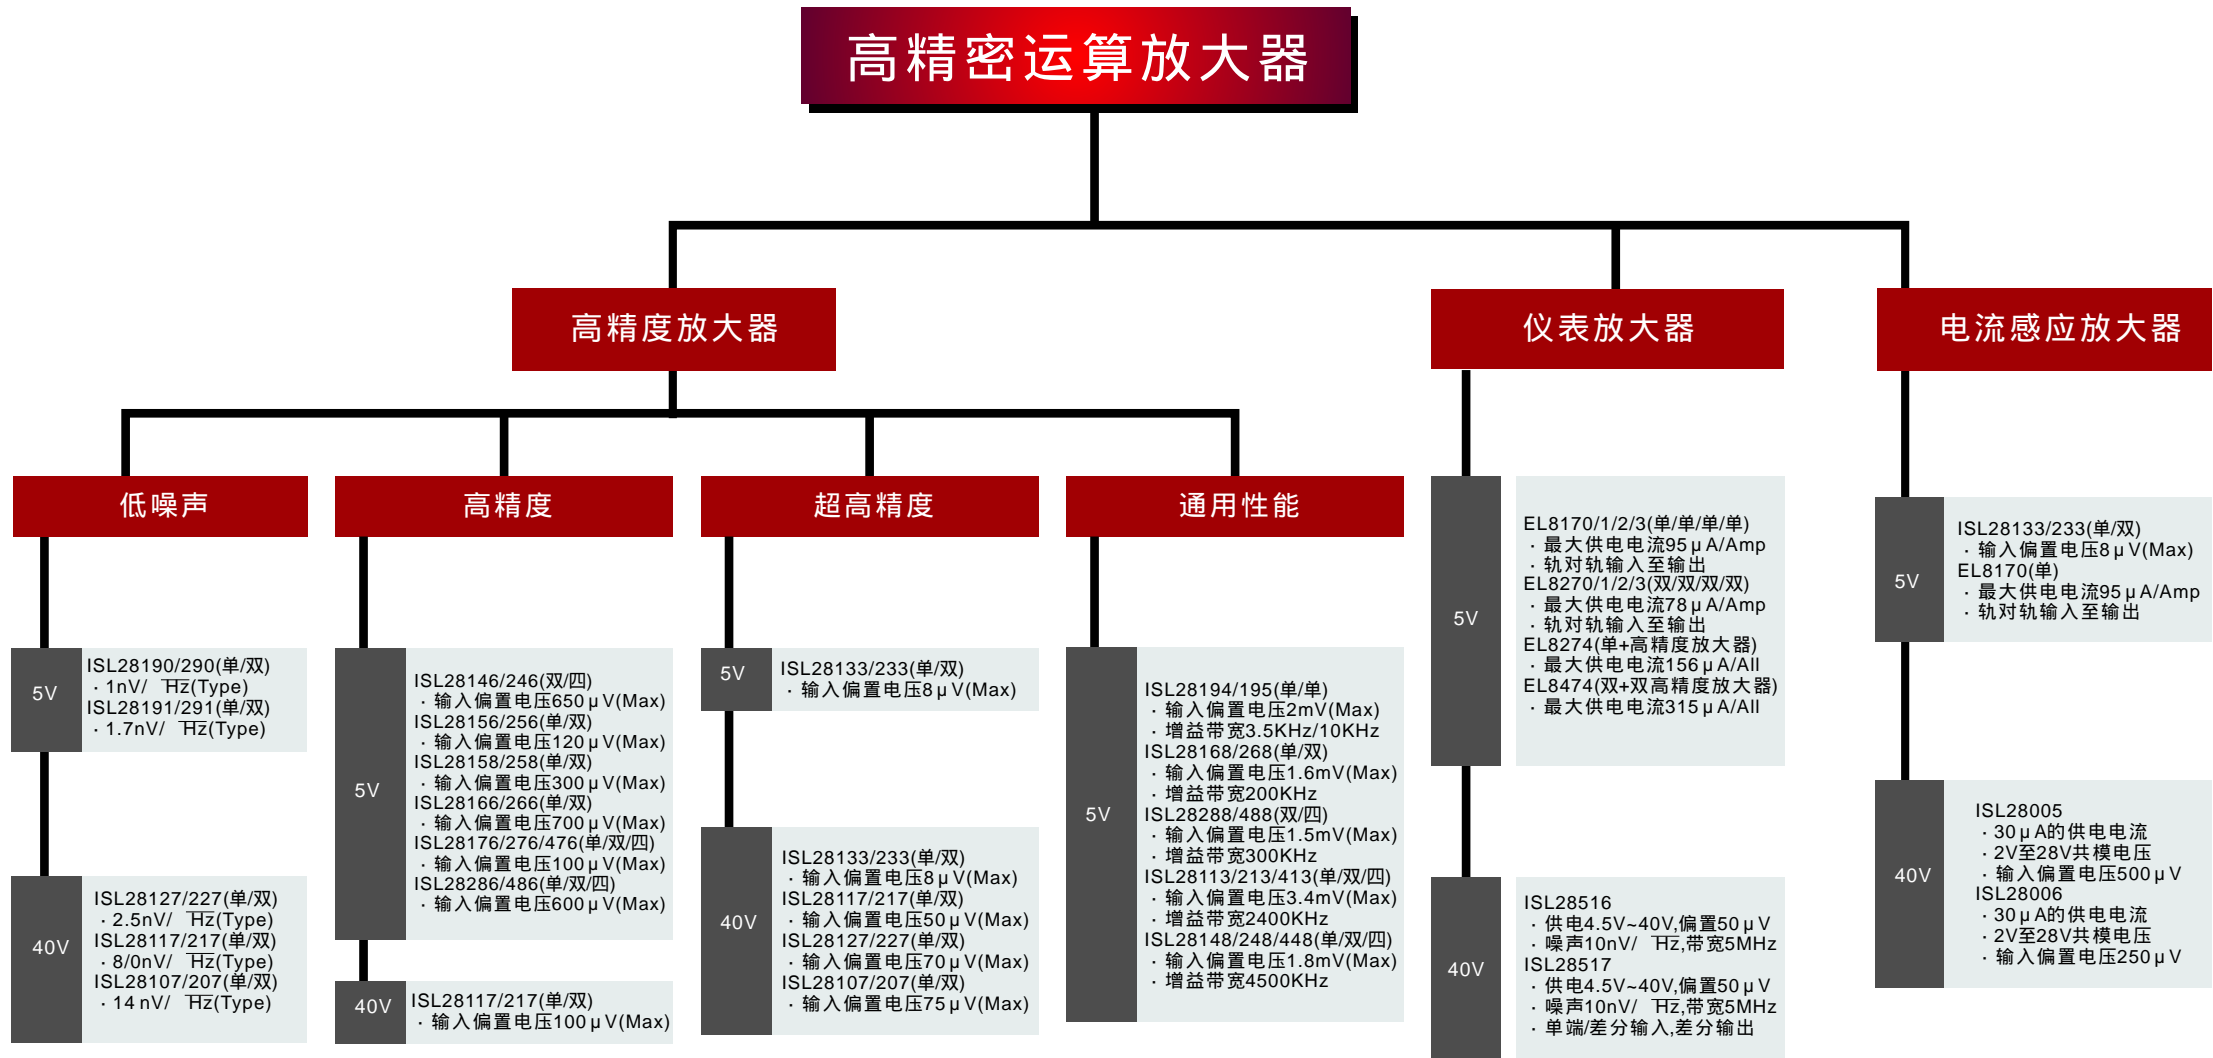 高精密运算放大器
高精度放大器
仪表放大器
电流感应放大器
低噪声
高精度
超高精度
通用性能
5V
ISL28190/290(单/双)
· 1nV/ Hz(Type)
ISL28191/291(单/双)
· 1.7nV/ Hz(Type)
40V
ISL28127/227(单/双)
· 2.5nV/ Hz(Type)
ISL28117/217(单/双)
· 8/0nV/ Hz(Type)
ISL28107/207(单/双)
· 14 nV/ Hz(Type)
5V
ISL28146/246(双/四)
· 输入偏置电压650μV(Max)
ISL28156/256(单/双)
· 输入偏置电压120μV(Max)
ISL28158/258(单/双)
· 输入偏置电压300μV(Max)
ISL28166/266(单/双)
· 输入偏置电压700μV(Max)
ISL28176/276/476(单/双/四)
· 输入偏置电压100μV(Max)
ISL28286/486(单/双/四)
· 输入偏置电压600μV(Max)
40V
ISL28117/217(单/双)
· 输入偏置电压100μV(Max)
5V
ISL28133/233(单/双)
· 输入偏置电压8μV(Max)
40V
ISL28133/233(单/双)
· 输入偏置电压8μV(Max)
ISL28117/217(单/双)
· 输入偏置电压50μV(Max)
ISL28127/227(单/双)
· 输入偏置电压70μV(Max)
ISL28107/207(单/双)
· 输入偏置电压75μV(Max)
5V
ISL28194/195(单/单)
· 输入偏置电压2mV(Max)
· 增益带宽3.5KHz/10KHz
ISL28168/268(单/双)
· 输入偏置电压1.6mV(Max)
· 增益带宽200KHz
ISL28288/488(双/四)
· 输入偏置电压1.5mV(Max)
· 增益带宽300KHz
ISL28113/213/413(单/双/四)
· 输入偏置电压3.4mV(Max)
· 增益带宽2400KHz
ISL28148/248/448(单/双/四)
· 输入偏置电压1.8mV(Max)
· 增益带宽4500KHz
5V
EL8170/1/2/3(单/单/单/单)
· 最大供电电流95μA/Amp
· 轨对轨输入至输出
EL8270/1/2/3(双/双/双/双)
· 最大供电电流78μA/Amp
· 轨对轨输入至输出
EL8274(单+高精度放大器)
· 最大供电电流156μA/All
EL8474(双+双高精度放大器)
· 最大供电电流315μA/All
40V
ISL28516
· 供电4.5V~40V,偏置50μV
· 噪声10nV/ Hz,带宽5MHz
ISL28517
· 供电4.5V~40V,偏置50μV
· 噪声10nV/ Hz,带宽5MHz
· 单端/差分输入,差分输出
5V
ISL28133/233(单/双)
· 输入偏置电压8μV(Max)
EL8170(单)
· 最大供电电流95μA/Amp
· 轨对轨输入至输出
40V
ISL28005
· 30μA的供电电流
· 2V至28V共模电压
· 输入偏置电压500μV
ISL28006
· 30μA的供电电流
· 2V至28V共模电压
· 输入偏置电压250μV